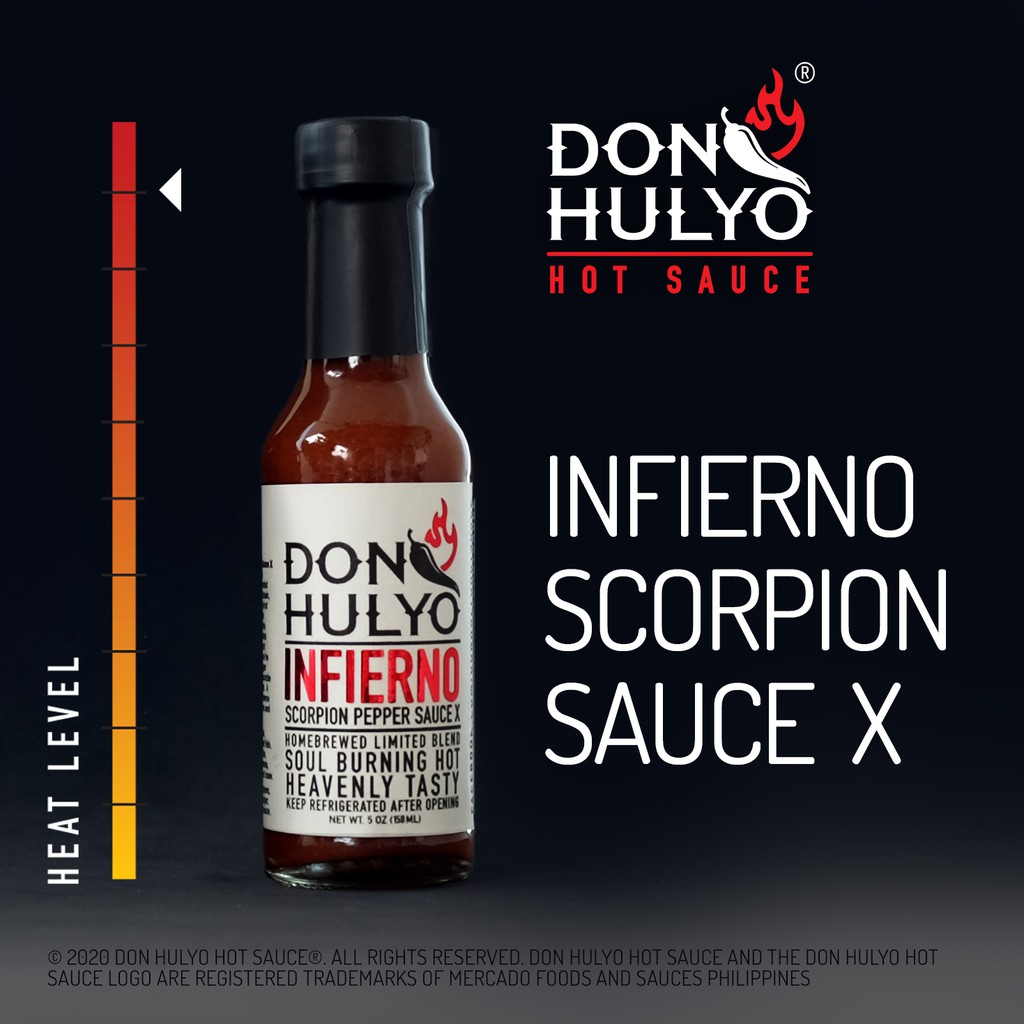 ®
DON
HULYO
HOT SAUCE
INFIERNO
SCORPION
SAUCE X
HEAT LEVEL
DON
HULYO
INFIERNO
SCORPION PEPPER SAUCE X
HOMEBREWED LIMITED BLEND
SOUL BURNING HOT
HEAVENLY TASTY
KEEP REFRIGERATED AFTER OPENING
NET WT. 5 OZ (150ML)
© 2020 DON HULYO HOT SAUCE®. ALL RIGHTS RESERVED. DON HULYO HOT SAUCE AND THE DON HULYO HOT
SAUCE LOGO ARE REGISTERED TRADEMARKS OF MERCADO FOODS AND SAUCES PHILIPPINES